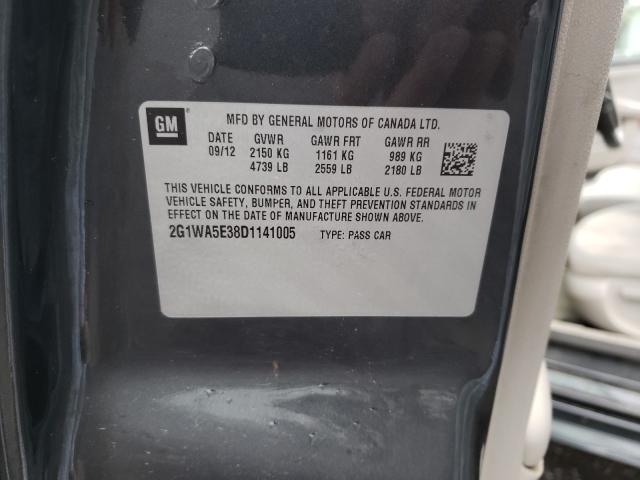 GM
MFD BY GENERAL MOTORS OF CANADA LTD.
DATE GVWR GAWR FRT GAWR RR
09/12 2150 KG 1161 KG 989 KG
4739 LB 2559 LB 2180 LB
THIS VEHICLE CONFORMS TO ALL APPLICABLE U.S. FEDERAL MOTOR
VEHICLE SAFETY, BUMPER, AND THEFT PREVENTION STANDARDS IN
EFFECT ON THE DATE OF MANUFACTURE SHOWN ABOVE.
2G1WA5E38D1141005 TYPE: PASS CAR